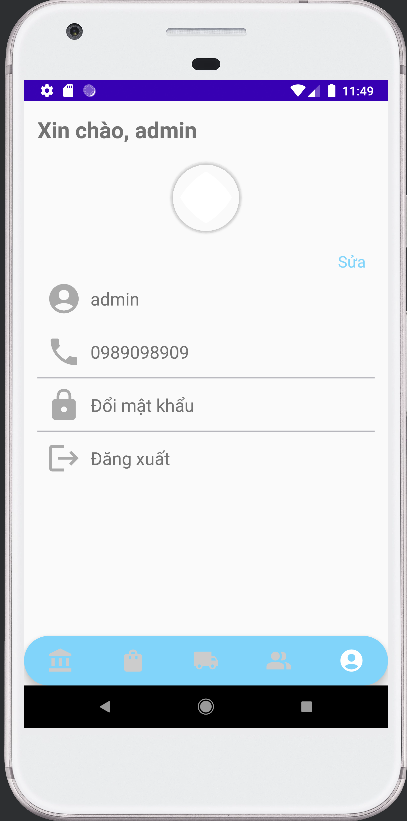 11:49
Xin chào, admin
Sửa
admin
0989098909
Đổi mật khẩu
Đăng xuất